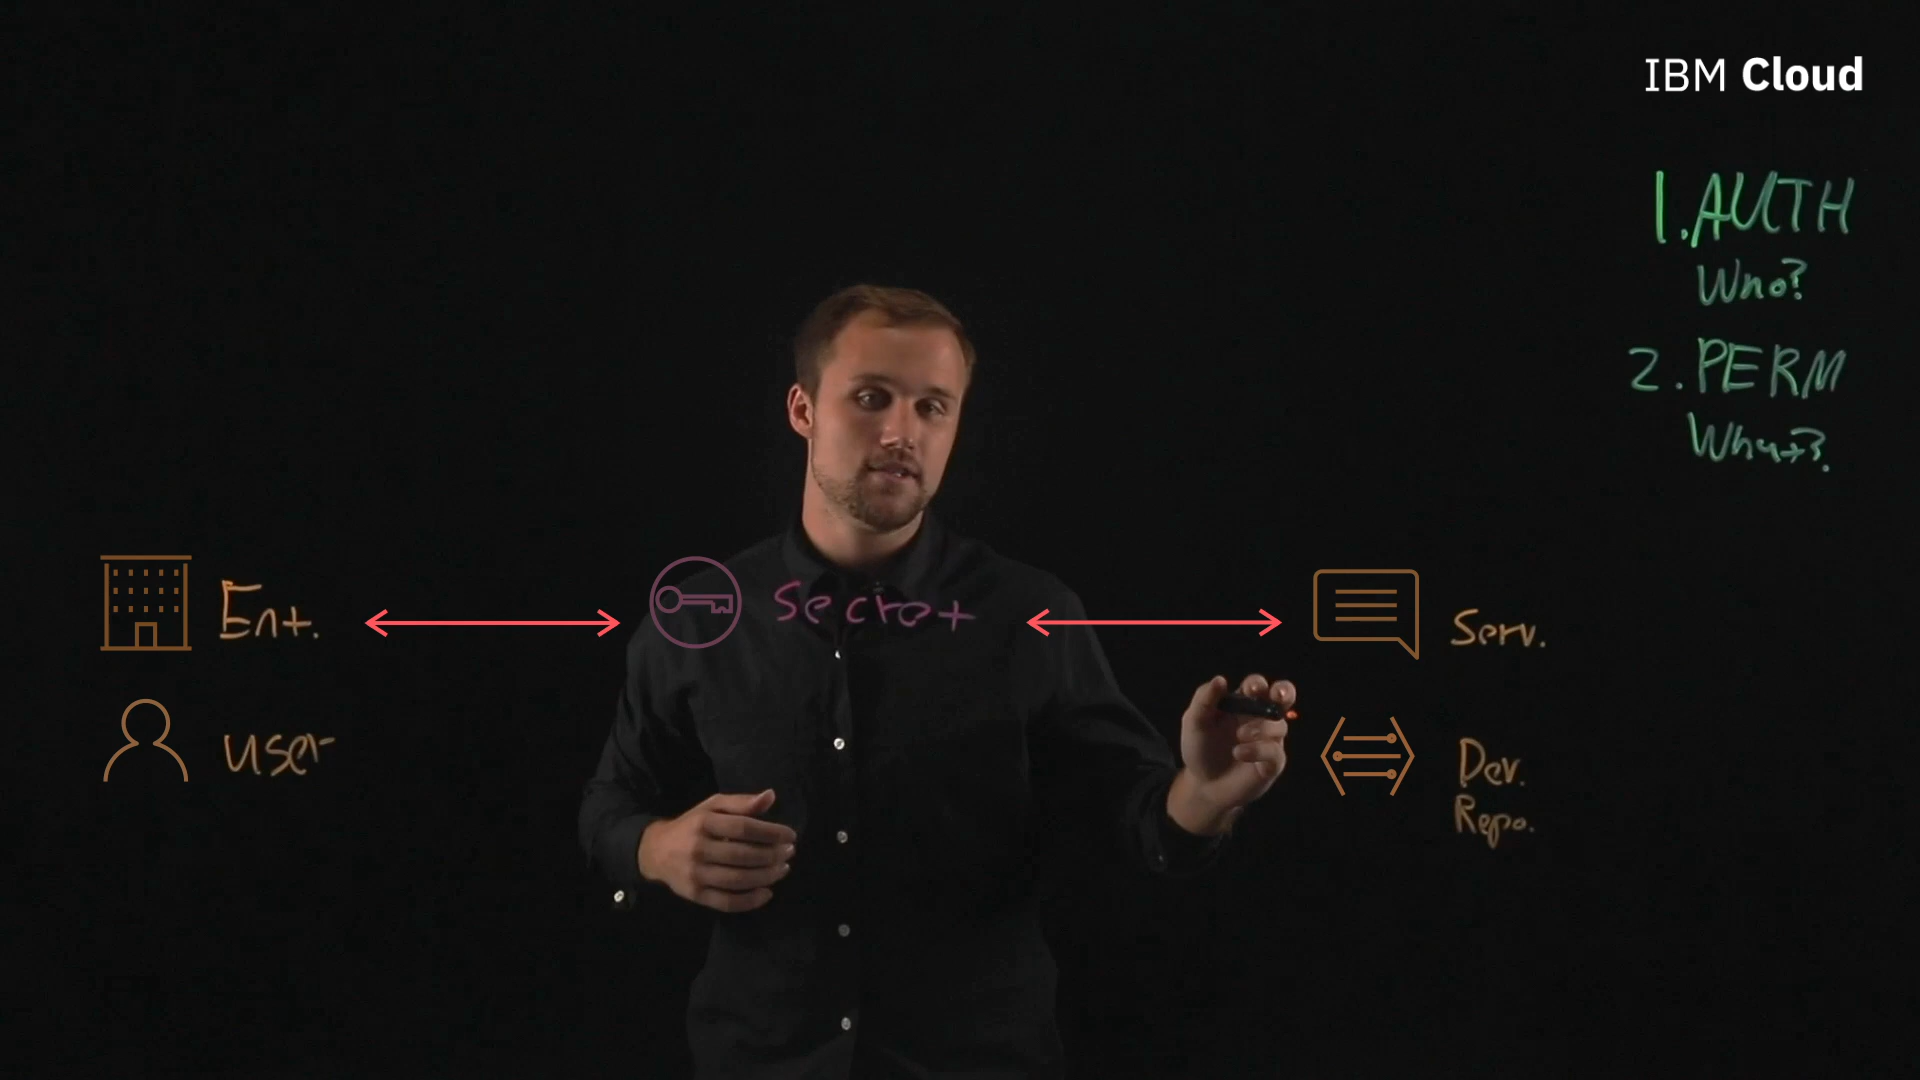 IBM Cloud
1. AUTH
Who?
2. PERM
What?
Ent.
secret
Serv.
user
Dev.
Repo.